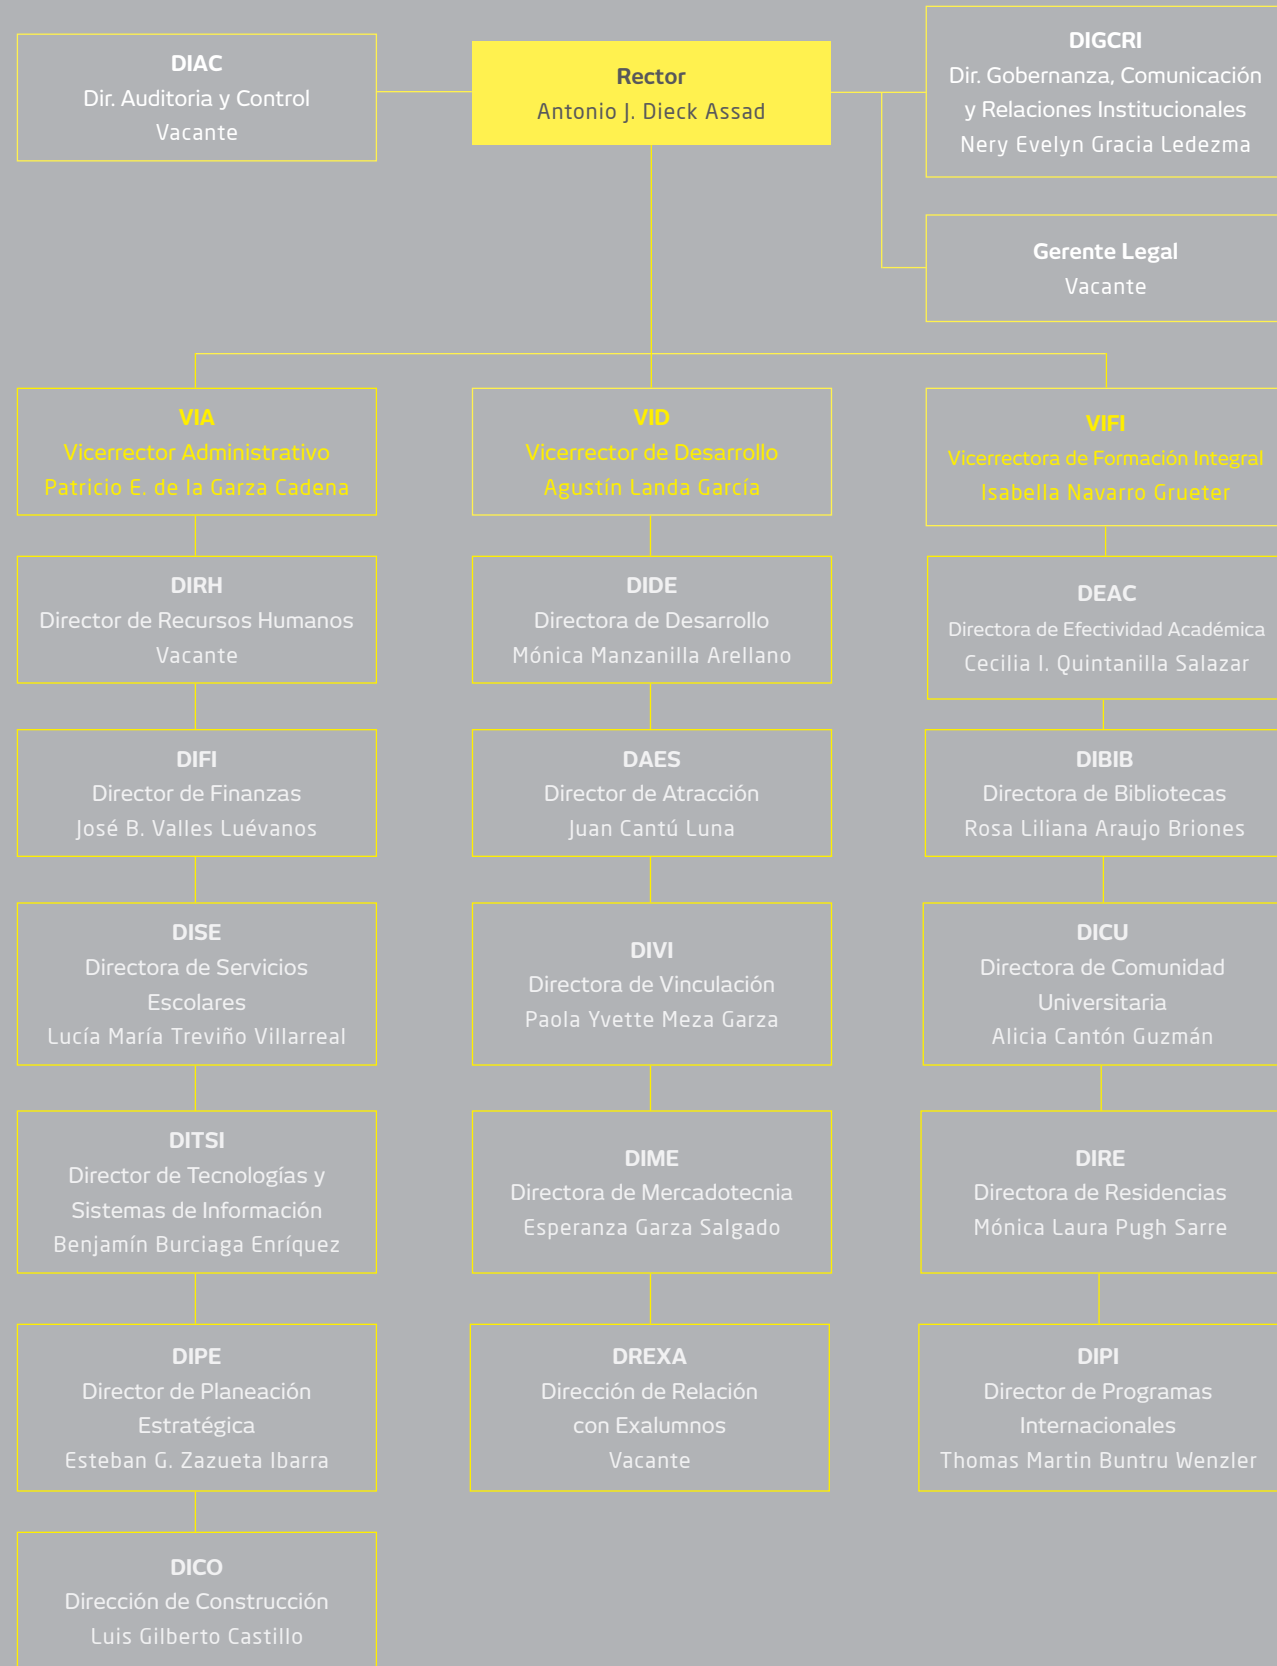 DIAC
Dir. Auditoria y Control
Vacante
Rector
Antonio J. Dieck Assad
DIGCRI
Dir. Gobernanza, Comunicación
y Relaciones Institucionales
Nery Evelyn Gracia Ledezma
Gerente Legal
Vacante
VIA
Vicerrector Administrativo
Patricio E. de la Garza Cadena
VID
Vicerrector de Desarrollo
Agustín Landa García
VIFI
Vicerrectora de Formación Integral
Isabella Navarro Grueter
DIRH
Director de Recursos Humanos
Vacante
DIDE
Directora de Desarrollo
Mónica Manzanilla Arellano
DEAC
Directora de Efectividad Académica
Cecilia I. Quintanilla Salazar
DIFI
Director de Finanzas
José B. Valles Luévanos
DAES
Director de Atracción
Juan Cantú Luna
DIBIB
Directora de Bibliotecas
Rosa Liliana Araujo Briones
DISE
Directora de Servicios
Escolares
Lucía María Treviño Villarreal
DIVI
Directora de Vinculación
Paola Yvette Meza Garza
DICU
Directora de Comunidad
Universitaria
Alicia Cantón Guzmán
DITSI
Director de Tecnologías y
Sistemas de Información
Benjamín Burciaga Enríquez
DIME
Directora de Mercadotecnia
Esperanza Garza Salgado
DIRE
Directora de Residencias
Mónica Laura Pugh Sarre
DIPE
Director de Planeación
Estratégica
Esteban G. Zazueta Ibarra
DREXA
Dirección de Relación
con Exalumnos
Vacante
DIPI
Director de Programas
Internacionales
Thomas Martin Buntru Wenzler
DICO
Dirección de Construcción
Luis Gilberto Castillo